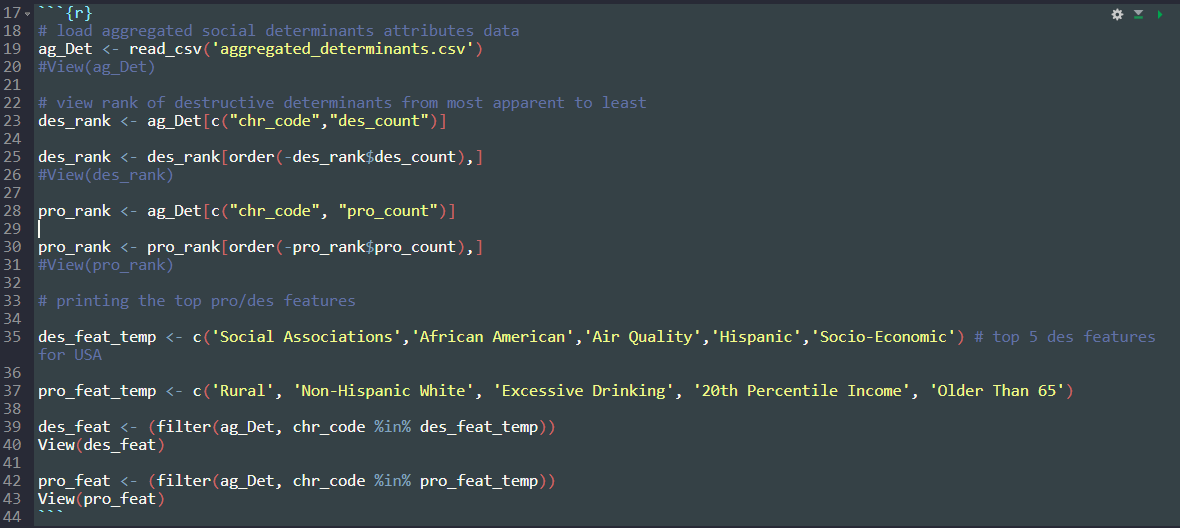 17 ```{r}
18 # load aggregated social determinants attributes data
19 ag_Det <- read_csv('aggregated_determinants.csv')
20 #View(ag_Det)
21
22 # view rank of destructive determinants from most apparent to least
23 des_rank <- ag_Det[c("chr_code","des_count")]
24
25 des_rank <- des_rank[order(-des_rank$des_count),]
26 #View(des_rank)
27
28 pro_rank <- ag_Det[c("chr_code", "pro_count")]
29
30 pro_rank <- pro_rank[order(-pro_rank$pro_count),]
31 #View(pro_rank)
32
33 # printing the top pro/des features
34
35 des_feat_temp <- c('Social Associations','African American','Air Quality','Hispanic','Socio-Economic') # top 5 des features
for USA
36
37 pro_feat_temp <- c('Rural', 'Non-Hispanic White', 'Excessive Drinking', '20th Percentile Income', 'Older Than 65')
38
39 des_feat <- (filter(ag_Det, chr_code %in% des_feat_temp))
40 View(des_feat)
41
42 pro_feat <- (filter(ag_Det, chr_code %in% pro_feat_temp))
43 View(pro_feat)
44 ```